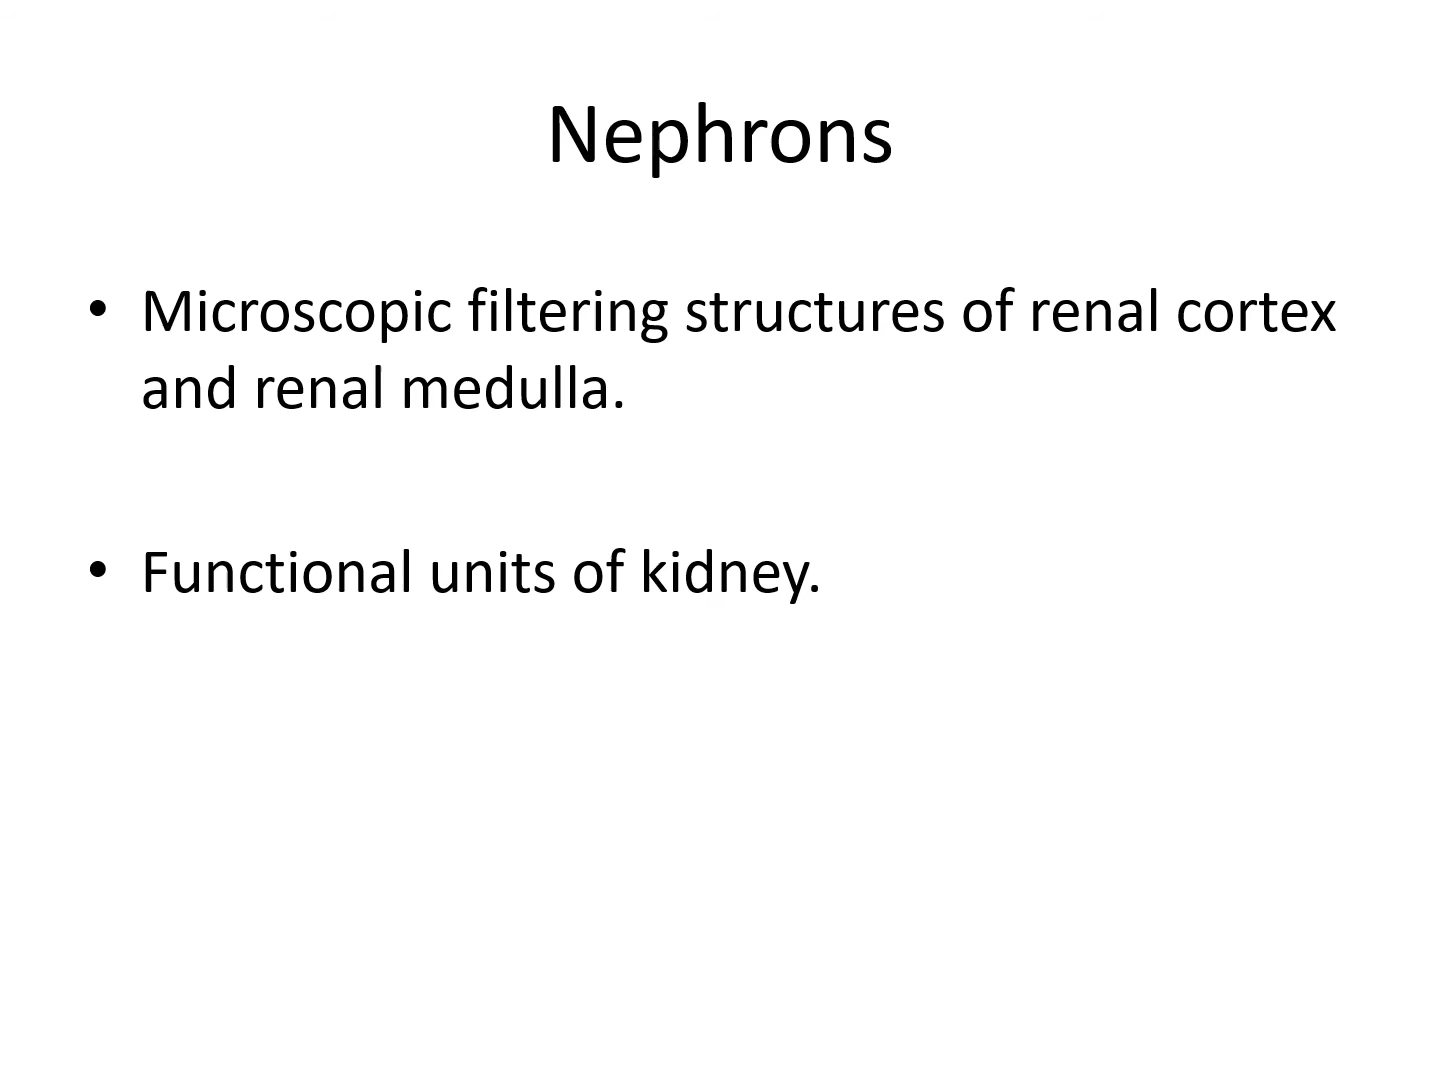 Nephrons
• Microscopic filtering structures of renal cortex
and renal medulla.
• Functional units of kidney.